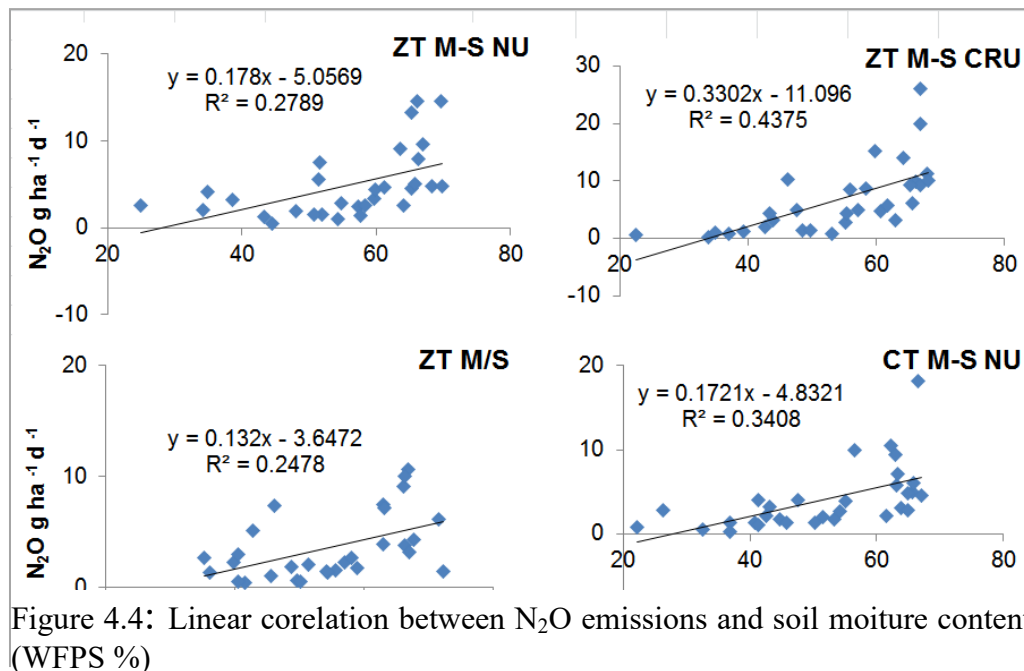 ZT M-S NU
y = 0.178x - 5.0569
R² = 0.2789
N₂O g ha ⁻¹ d ⁻¹
20
10
0
-10
20
40
60
80
ZT M-S CRU
y = 0.3302x - 11.096
R² = 0.4375
30
20
10
0
-10
20
40
60
80
ZT M/S
y = 0.132x - 3.6472
R² = 0.2478
N₂O g ha ⁻¹ d ⁻¹
20
10
0
CT M-S NU
y = 0.1721x - 4.8321
R² = 0.3408
20
10
0
20
40
60
80
Figure 4.4: Linear corelation between N₂O emissions and soil moiture content
(WFPS %)